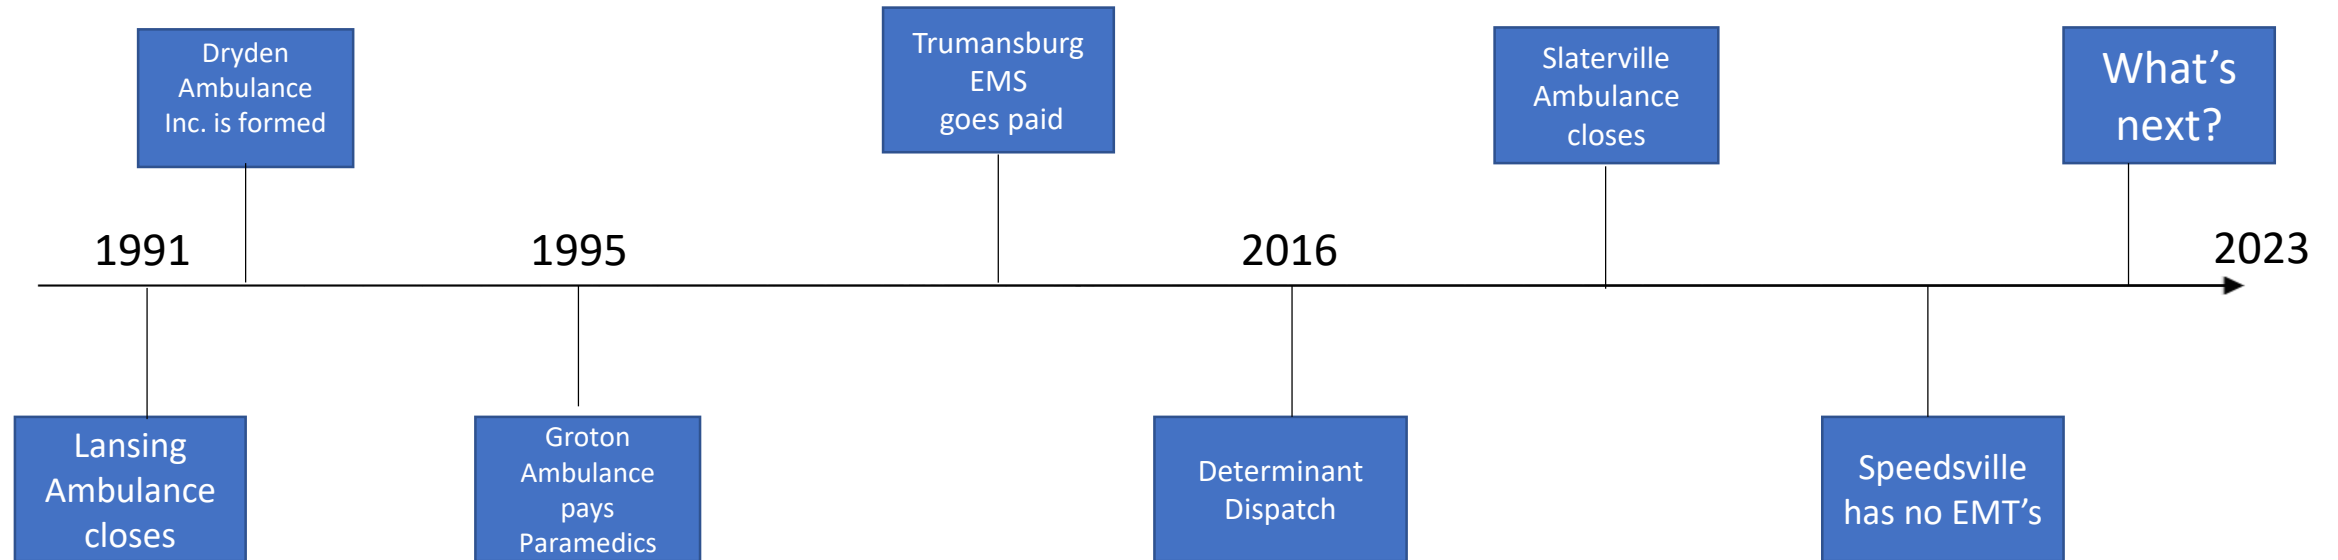 Dryden
Ambulance
Inc. is formed
Trumansburg
EMS
goes paid
Slaterville
Ambulance
closes
What’s
next?
1991
1995
2016
2023
Lansing
Ambulance
closes
Groton
Ambulance
pays
Paramedics
Determinant
Dispatch
Speedsville
has no EMT’s